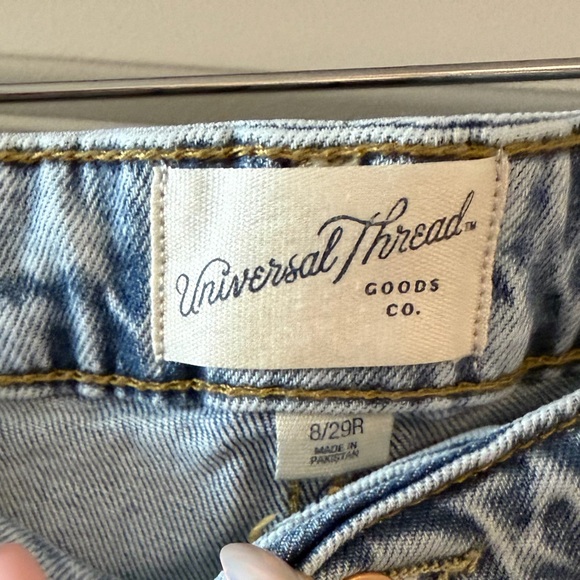 Universal Thread™
GOODS
CO.
8/29R
MADE IN
PAKISTAN